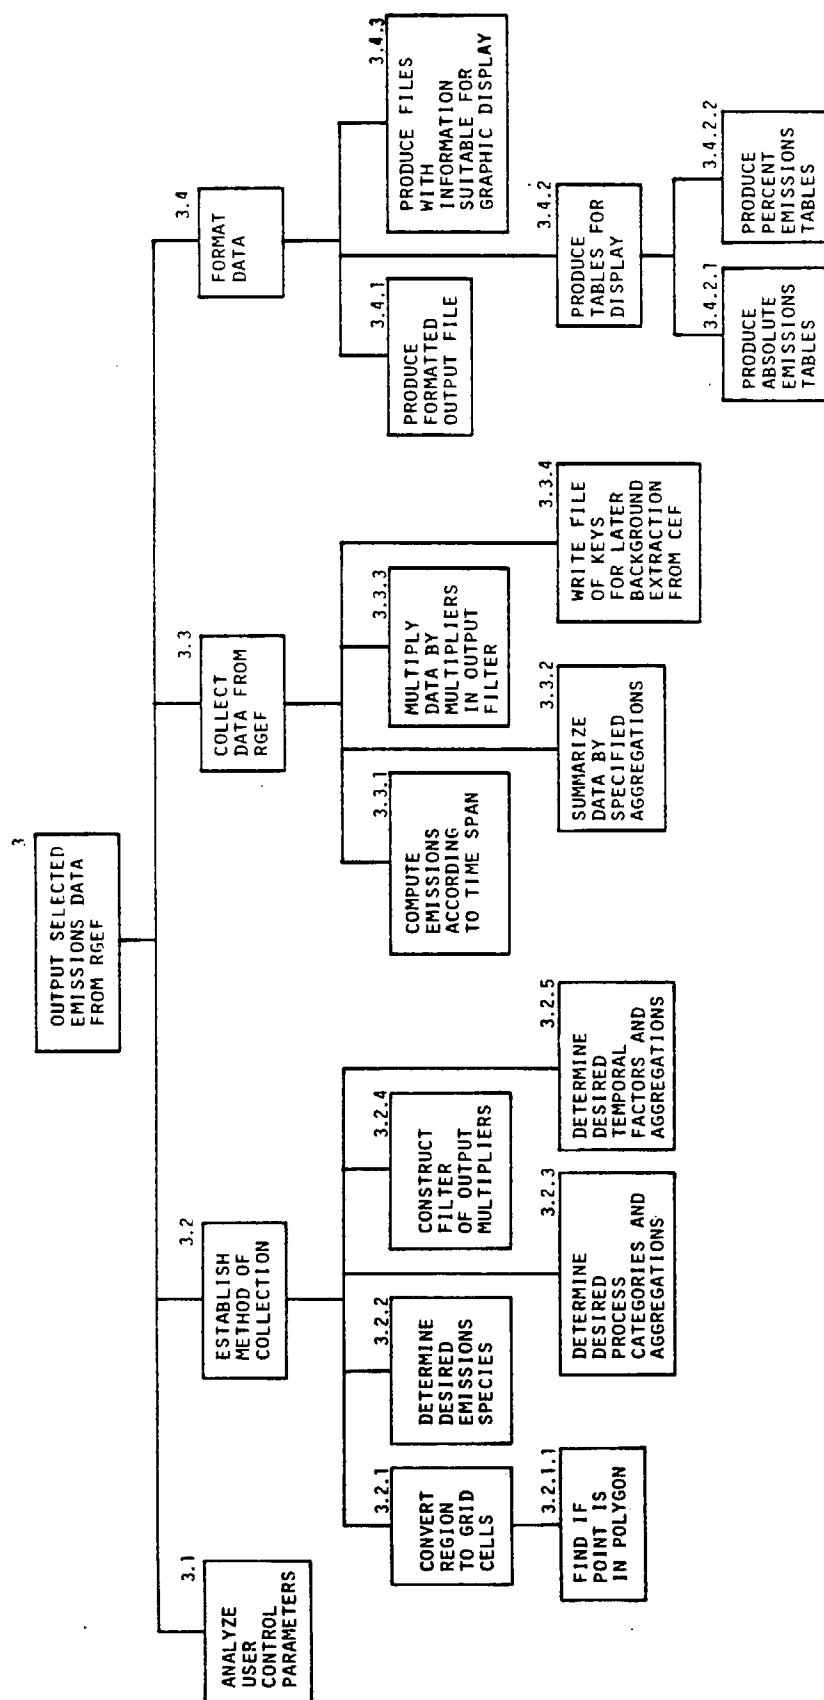 3
OUTPUT SELECTED
EMISSIONS DATA
FROM RGEF
3.1
ANALYZE
USER
CONTROL
PARAMETERS
3.2
ESTABLISH
METHOD OF
COLLECTION
3.2.1
CONVERT
REGION
TO GRID
CELLS
3.2.1.1
FIND IF
POINT IS
IN POLYGON
3.2.2
DETERMINE
DESIRED
EMISSIONS
SPECIES
3.2.3
DETERMINE
DESIRED
PROCESS
CATEGORIES AND
AGGREGATIONS
3.2.4
CONSTRUCT
FILTER
OF OUTPUT
MULTIPLIERS
3.2.5
DETERMINE
DESIRED
TEMPORAL
FACTORS AND
AGGREGATIONS
3.3
COLLECT
DATA FROM
RGEF
3.3.1
COMPUTE
EMISSIONS
ACCORDING
TO TIME SPAN
3.3.2
SUMMARIZE
DATA BY
SPECIFIED
AGGREGATIONS
3.3.3
MULTIPLY
DATA BY
MULTIPLIERS
IN OUTPUT
FILTER
3.3.4
WRITE FILE
OF KEYS
FOR LATER
BACKGROUND
EXTRACTION
FROM CEF
3.4
FORMAT
DATA
3.4.1
PRODUCE
FORMATTED
OUTPUT FILE
3.4.2
PRODUCE
TABLES FOR
DISPLAY
3.4.2.1
PRODUCE
ABSOLUTE
EMISSIONS
TABLES
3.4.2.2
PRODUCE
PERCENT
EMISSIONS
TABLES
3.4.3
PRODUCE FILES
WITH
INFORMATION
SUITABLE FOR
GRAPHIC DISPLAY